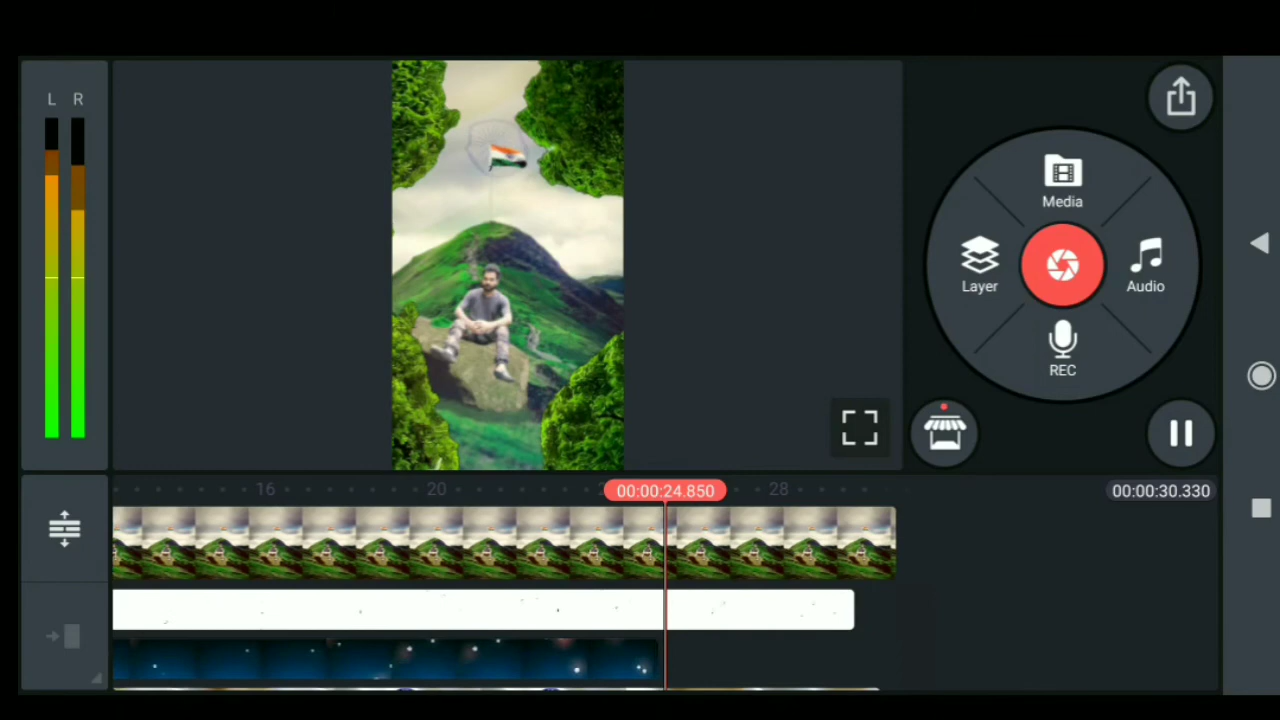 L R
Media
Layer
Audio
REC
16
20
00:00:24.850
28
00:00:30.330